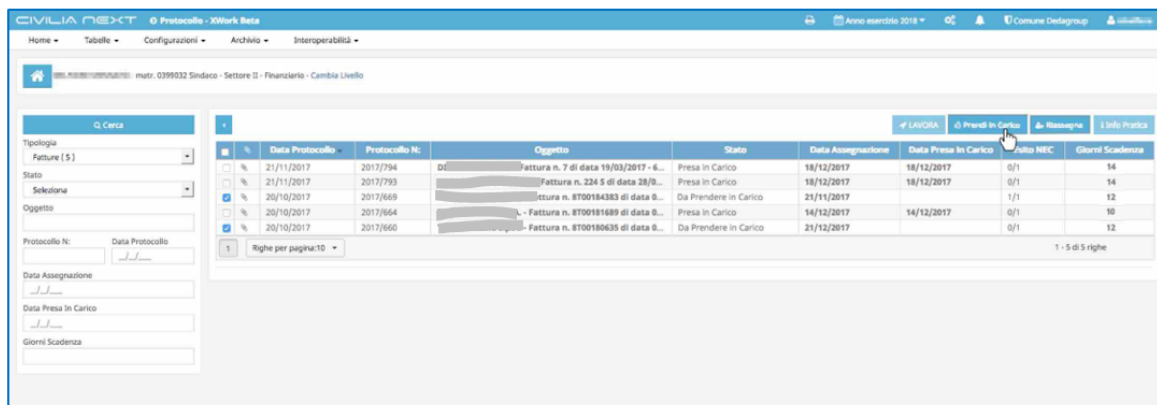 CIVILIA NEXT Protocollo - XWork Beta Anno esercizio 2018 Comune Dedagroup
Home Tabelle Configurazioni Archivio Interoperabilità
matr. 0399032 Sindaco - Settore II - Finanziario - Cambia Livello
Cerca
Tipologia
Fatture ( 5 )
Stato
Seleziona
Oggetto
Protocollo N: Data Protocollo
_/_/__
Data Assegnazione
_/_/__
Data Presa In Carico
_/_/__
Giorni Scadenza
LAVORA Prendi In Carico Riassegna Info Pratica
Data Protocollo Protocollo N: Oggetto Stato Data Assegnazione Data Presa In Carico Esito NEC Giorni Scadenza
21/11/2017 2017/794 Fattura n. 7 di data 19/03/2017 - 6... Presa in Carico 18/12/2017 18/12/2017 0/1 14
21/11/2017 2017/793 Fattura n. 224 S di data 28/0... Presa in Carico 18/12/2017 18/12/2017 0/1 14
20/10/2017 2017/669 attura n. 8T00184383 di data 0... Da Prendere in Carico 21/11/2017 1/1 12
20/10/2017 2017/664 - Fattura n. 8T00181689 di data 0... Presa in Carico 14/12/2017 14/12/2017 0/1 10
20/10/2017 2017/660 - Fattura n. 8T00180635 di data 0... Da Prendere in Carico 21/12/2017 0/1 12
1 Righe per pagina:10 1 - 5 di 5 righe